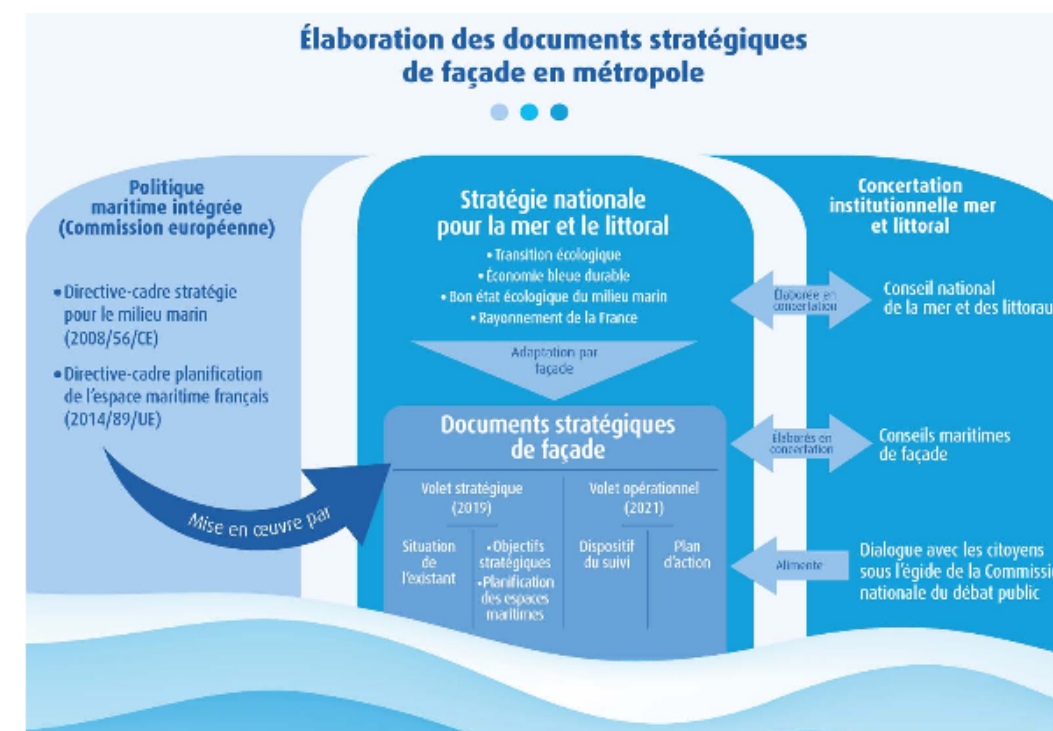 Élaboration des documents stratégiques
de façade en métropole
Politique
maritime intégrée
(Commission européenne)
• Directive-cadre stratégie
pour le milieu marin
(2008/56/CE)
• Directive-cadre planification
de l'espace maritime français
(2014/89/UE)
Mise en œuvre par
Stratégie nationale
pour la mer et le littoral
• Transition écologique
• Économie bleue durable
• Bon état écologique du milieu marin
• Rayonnement de la France
Adaptation par
façade
Documents stratégiques
de façade
Volet stratégique
(2019)
Situation
de
l'existant
• Objectifs
stratégiques
• Planification
des espaces
maritimes
Volet opérationnel
(2021)
Dispositif
du suivi
Plan
d'action
Concertation
institutionnelle mer
et littoral
Élaborée en
concertation
Conseil national
de la mer et des littorau
Élaborés en
concertation
Conseils maritimes
de façade
Alimente
Dialogue avec les citoyens
sous l'égide de la Commissi
nationale du débat public